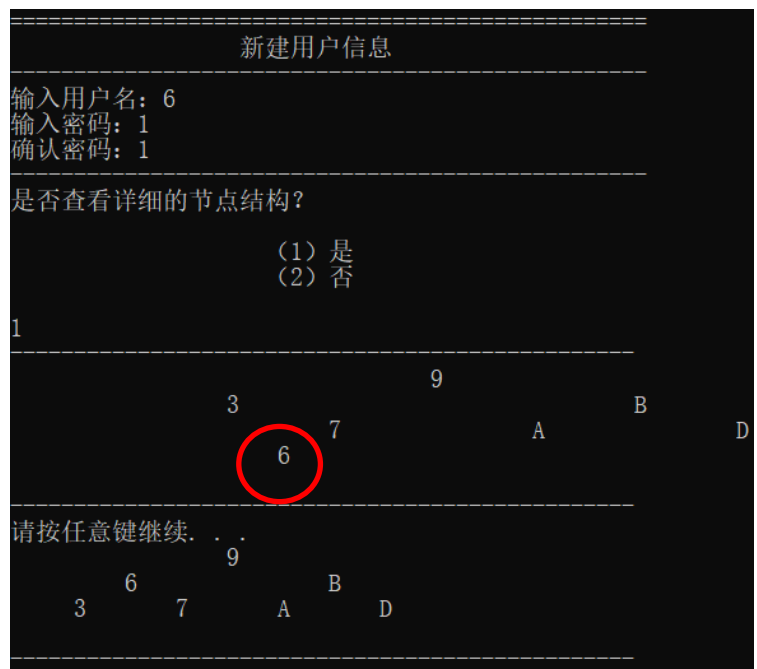 ==================================================
新建用户信息
--------------------------------------------------
输入用户名：6
输入密码：1
确认密码：1
--------------------------------------------------
是否查看详细的节点结构？
（1）是
（2）否
1
-------------------------------------------------
9
3 B
7 A D
6
-------------------------------------------------
请按任意键继续. . .
9
6 B
3 7 A D
-------------------------------------------------